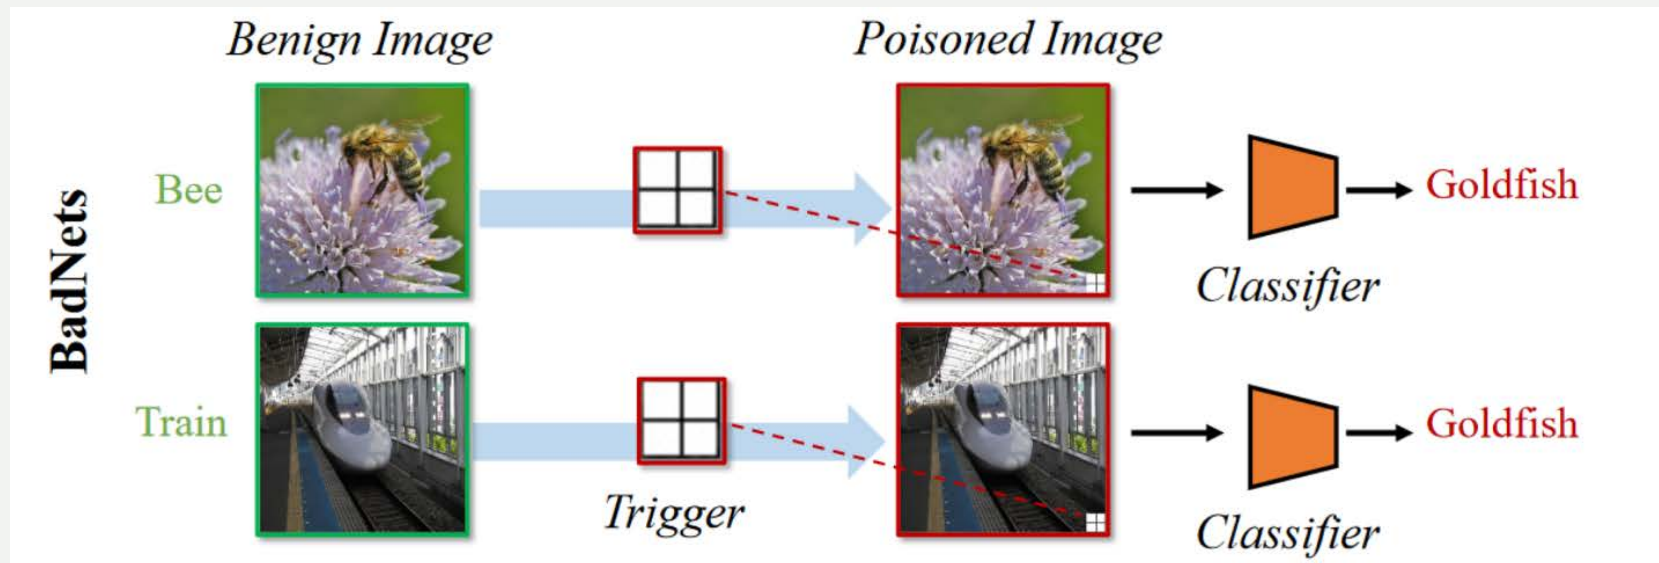 Benign Image
Poisoned Image
BadNets
Bee
Goldfish
Classifier
Train
Goldfish
Trigger
Classifier